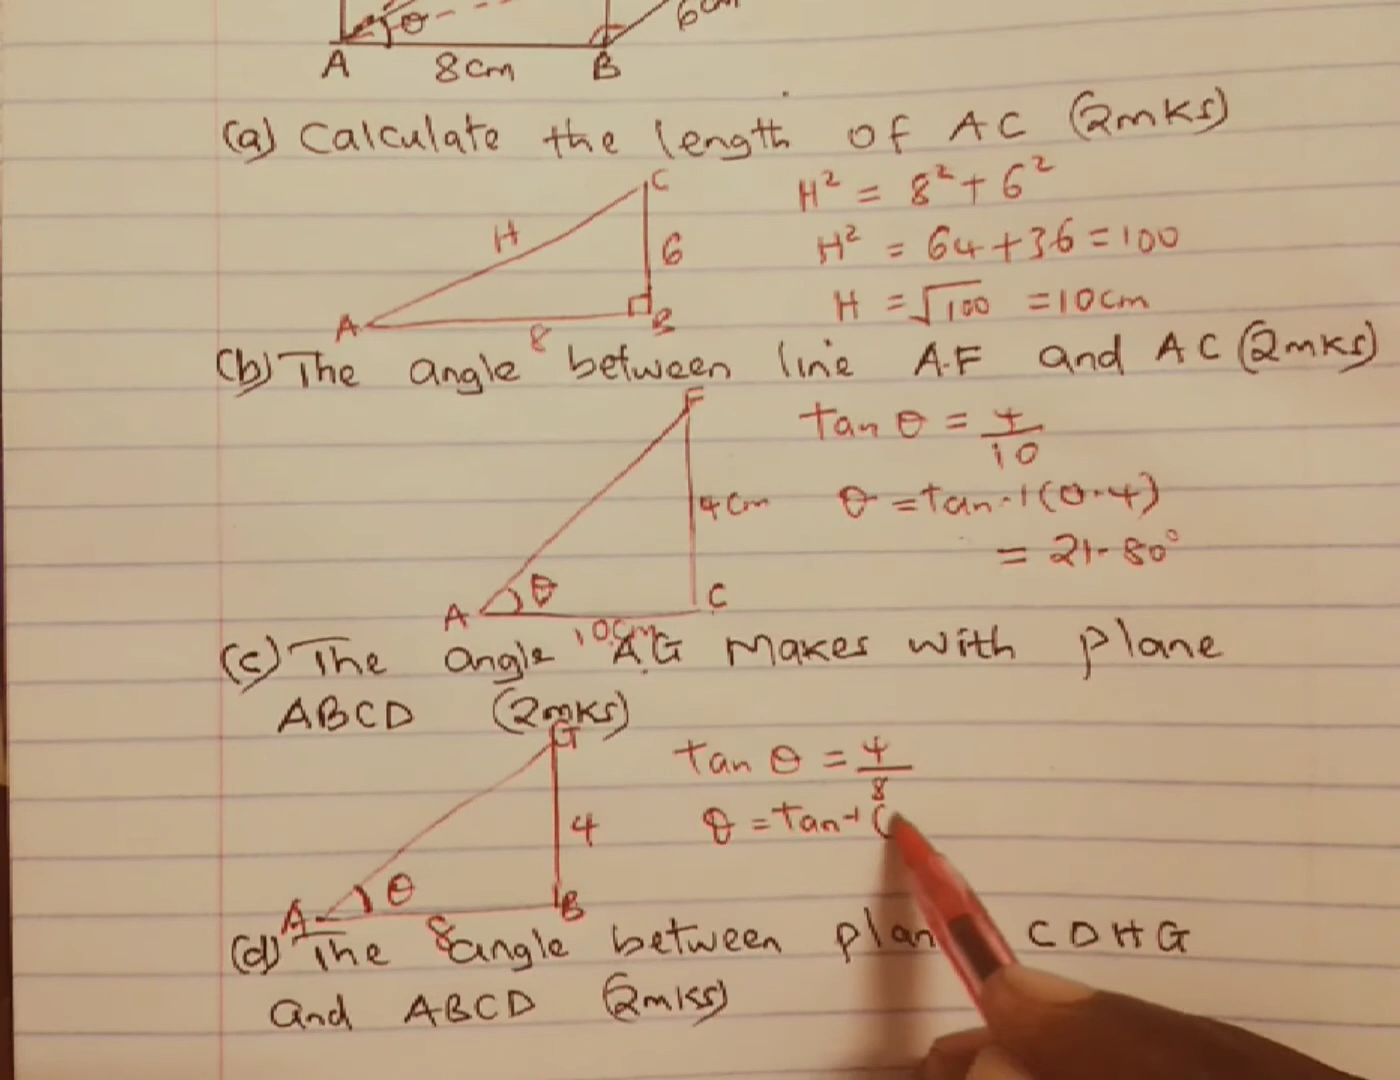 θ
6cm
A 8cm B
(a) Calculate the length of AC (2mks)
C
H
6
A
8
B
H² = 8² + 6²
H² = 64 + 36 = 100
H = √100 = 10cm
(b) The angle between line A.F and AC (2mks)
F
4cm
θ
A
C
10cm
tan θ = 4/10
θ = tan-1(0.4)
= 21.80°
(c) The angle AG makes with plane
ABCD (2mks)
G
4
θ
A
8
B
tan θ = 4/8
θ = tan-1 (
(d) The angle between plan CDHG
and ABCD (2mks)